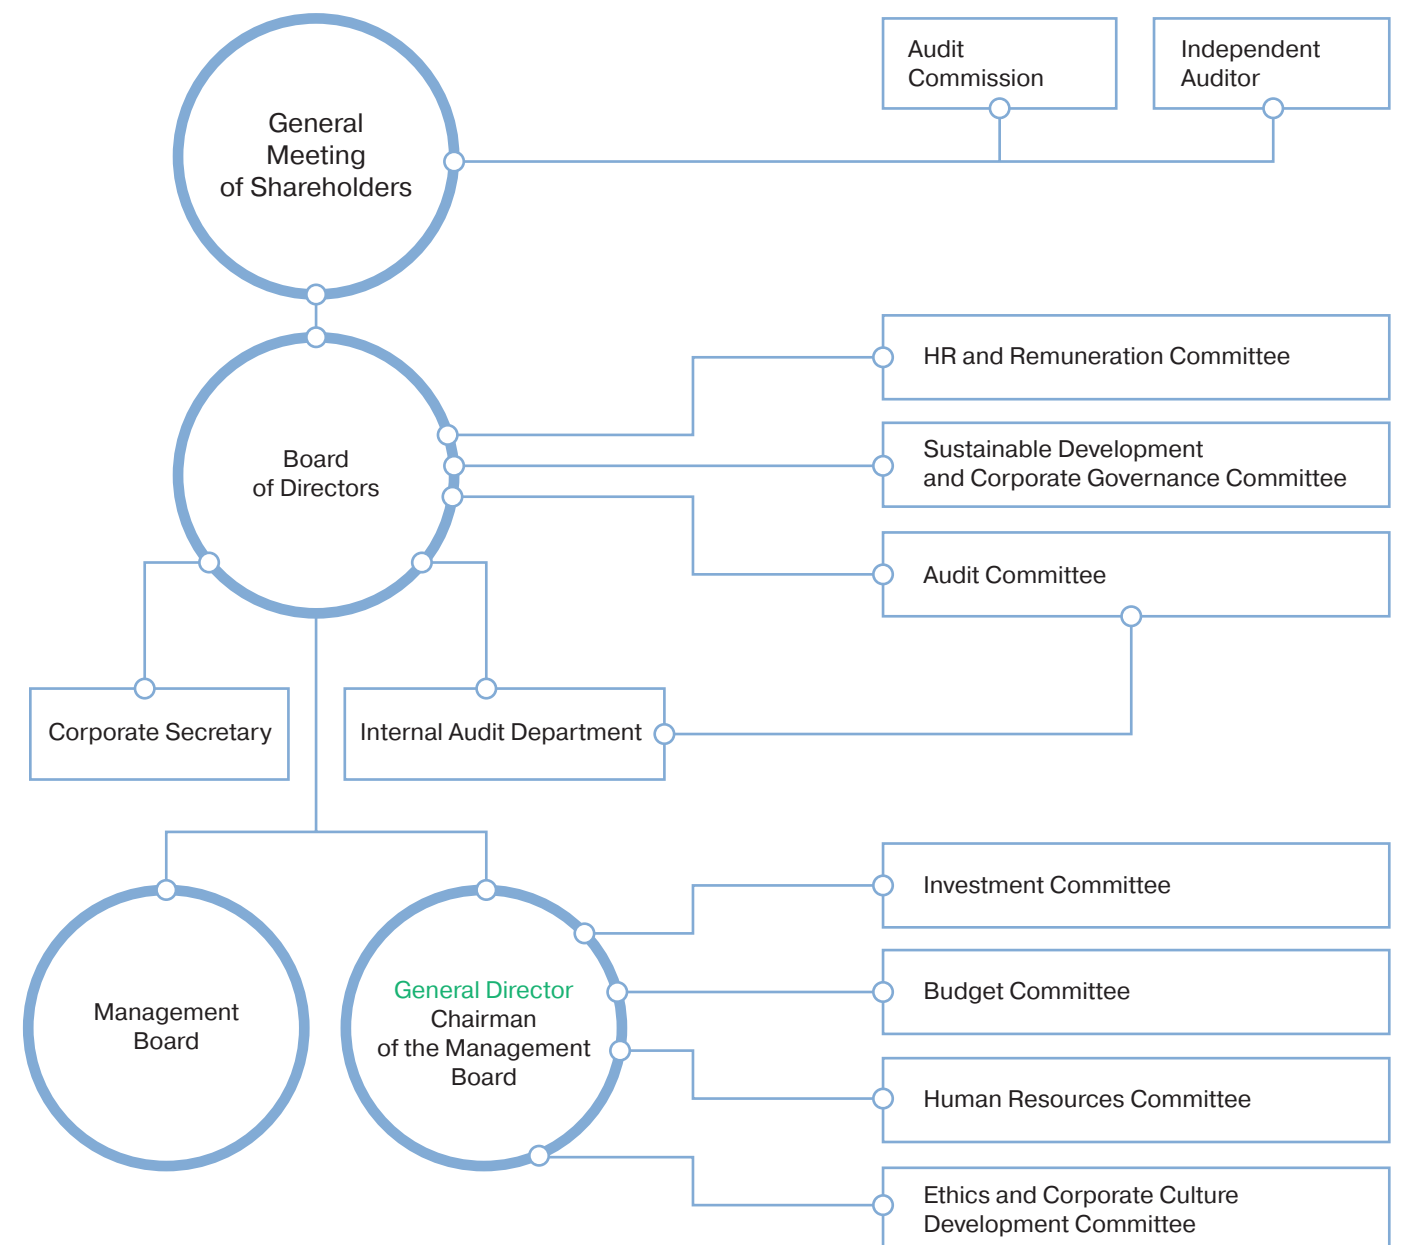 General
Meeting
of Shareholders
Audit
Commission
Independent
Auditor
Board
of Directors
HR and Remuneration Committee
Sustainable Development
and Corporate Governance Committee
Audit Committee
Corporate Secretary
Internal Audit Department
Management
Board
General Director
Chairman
of the Management
Board
Investment Committee
Budget Committee
Human Resources Committee
Ethics and Corporate Culture
Development Committee